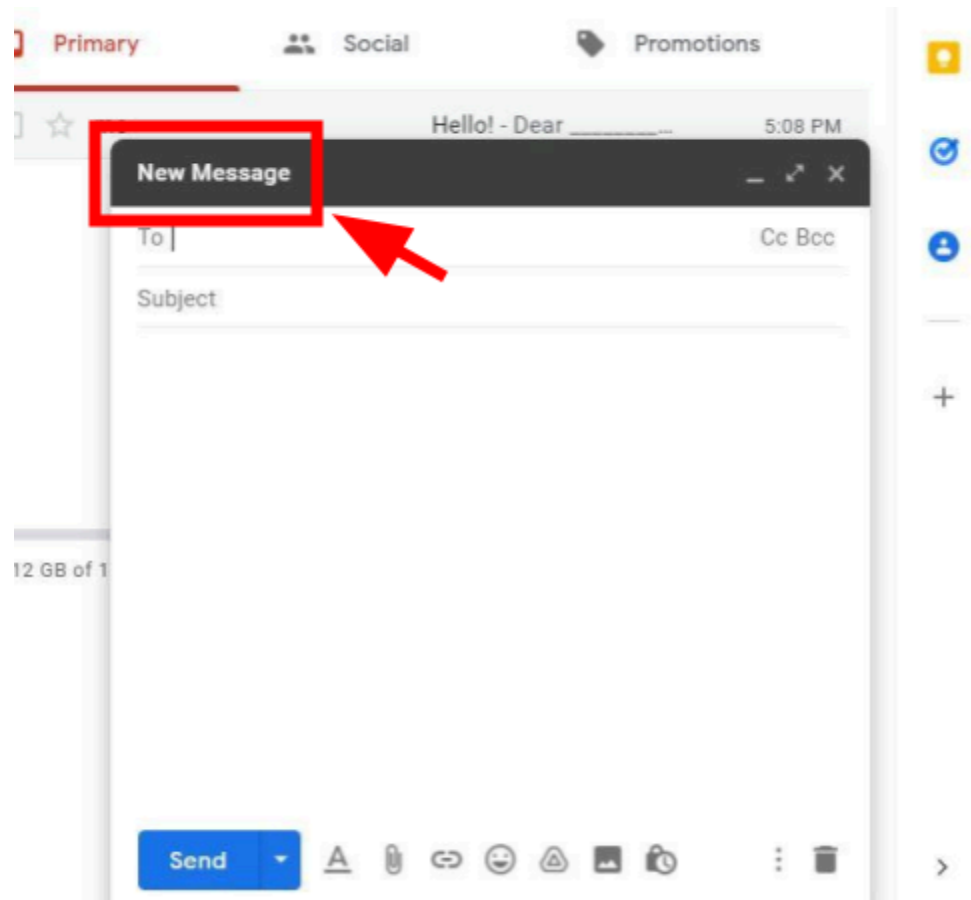 Primary Social Promotions
Hello! - Dear ________... 5:08 PM
New Message
To
Cc Bcc
Subject
12 GB of 1
Send